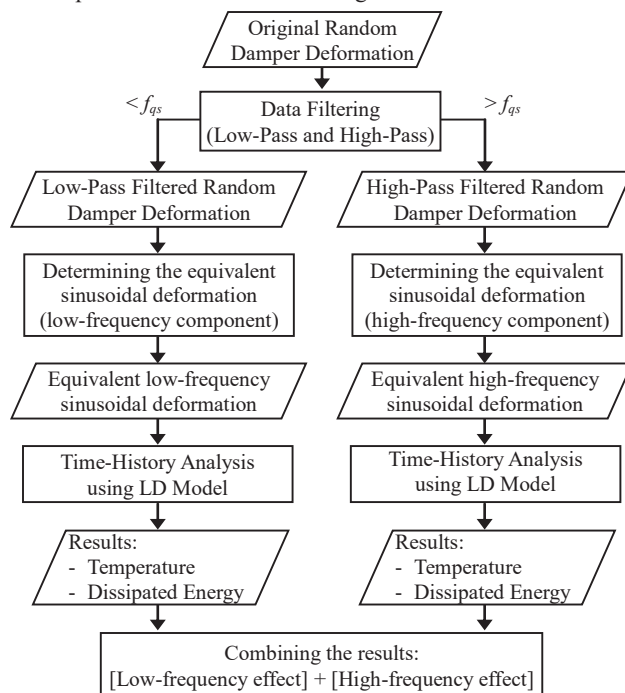 Original Random
Damper Deformation
< fqs
> fqs
Data Filtering
(Low-Pass and High-Pass)
Low-Pass Filtered Random
Damper Deformation
High-Pass Filtered Random
Damper Deformation
Determining the equivalent
sinusoidal deformation
(low-frequency component)
Determining the equivalent
sinusoidal deformation
(high-frequency component)
Equivalent low-frequency
sinusoidal deformation
Equivalent high-frequency
sinusoidal deformation
Time-History Analysis
using LD Model
Time-History Analysis
using LD Model
Results:
- Temperature
- Dissipated Energy
Results:
- Temperature
- Dissipated Energy
Combining the results:
[Low-frequency effect] + [High-frequency effect]